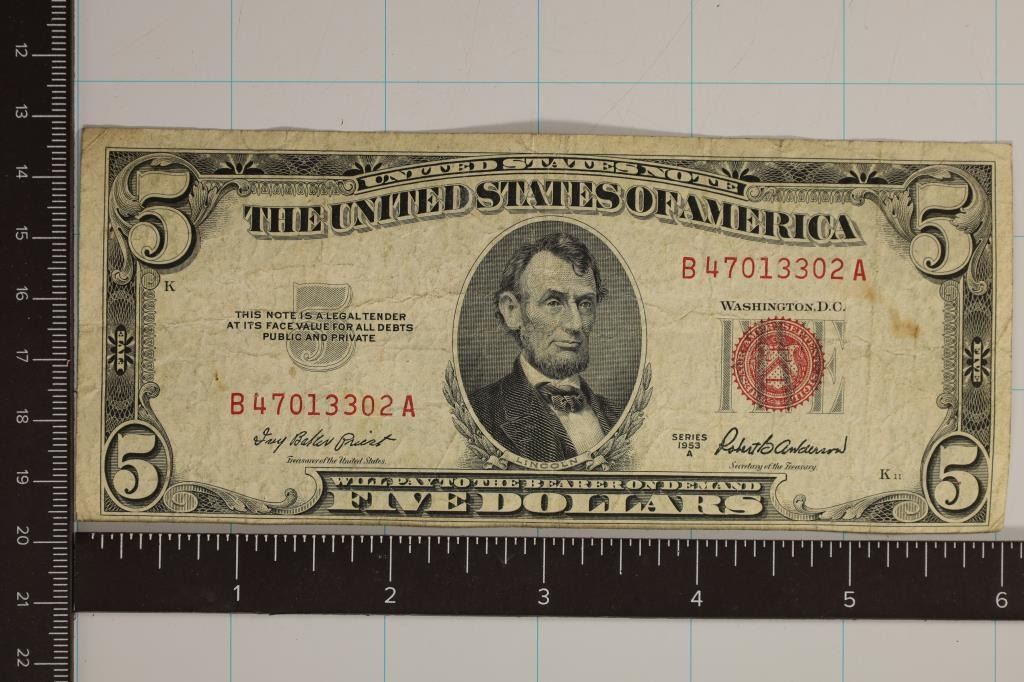 12
13
14
15
16
17
18
19
20
21
22
5
5
UNITED STATES NOTE
THE UNITED STATES OF AMERICA
B 47013302 A
K
5
THIS NOTE IS A LEGAL TENDER
AT ITS FACE VALUE FOR ALL DEBTS
PUBLIC AND PRIVATE
WASHINGTON, D.C.
FIVE
FIVE
FIVE
B 47013302 A
Ivy Baker Priest
Treasurer of the United States.
LINCOLN
SERIES
1953
A
Robert B Anderson
Secretary of the Treasury.
K 11
5
5
WILL PAY TO THE BEARER ON DEMAND
FIVE DOLLARS
1
2
3
4
5
6